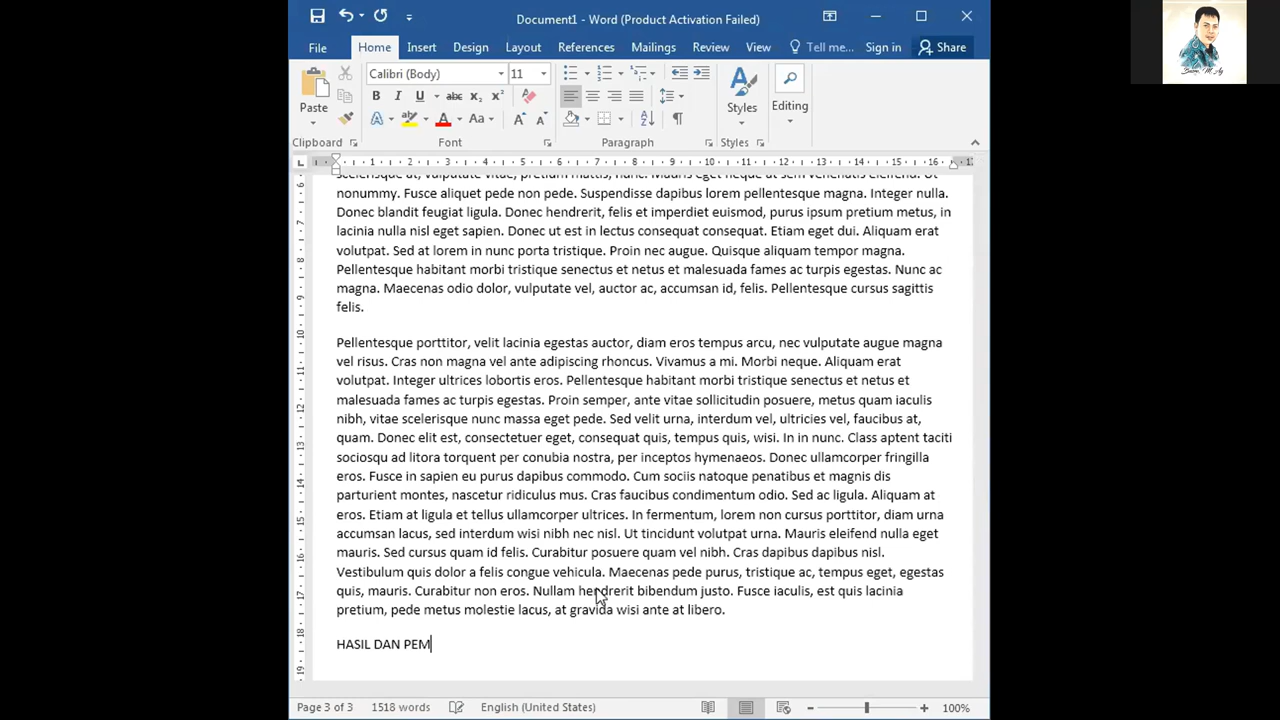 Document1 - Word (Product Activation Failed)
File Home Insert Design Layout References Mailings Review View Tell me... Sign in Share
Calibri (Body) 11
Paste
Styles
Editing
Clipboard Font Paragraph Styles
1 2 3 4 5 6 7 8 9 10 11 12 13 14 15 16
scelerisque at, vulputate vitae, pretium mattis, nunc. Mauris eget neque at sem venenatis eleifend. Ut
nonummy. Fusce aliquet pede non pede. Suspendisse dapibus lorem pellentesque magna. Integer nulla.
Donec blandit feugiat ligula. Donec hendrerit, felis et imperdiet euismod, purus ipsum pretium metus, in
lacinia nulla nisl eget sapien. Donec ut est in lectus consequat consequat. Etiam eget dui. Aliquam erat
volutpat. Sed at lorem in nunc porta tristique. Proin nec augue. Quisque aliquam tempor magna.
Pellentesque habitant morbi tristique senectus et netus et malesuada fames ac turpis egestas. Nunc ac
magna. Maecenas odio dolor, vulputate vel, auctor ac, accumsan id, felis. Pellentesque cursus sagittis
felis.
Pellentesque porttitor, velit lacinia egestas auctor, diam eros tempus arcu, nec vulputate augue magna
vel risus. Cras non magna vel ante adipiscing rhoncus. Vivamus a mi. Morbi neque. Aliquam erat
volutpat. Integer ultrices lobortis eros. Pellentesque habitant morbi tristique senectus et netus et
malesuada fames ac turpis egestas. Proin semper, ante vitae sollicitudin posuere, metus quam iaculis
nibh, vitae scelerisque nunc massa eget pede. Sed velit urna, interdum vel, ultricies vel, faucibus at,
quam. Donec elit est, consectetuer eget, consequat quis, tempus quis, wisi. In in nunc. Class aptent taciti
sociosqu ad litora torquent per conubia nostra, per inceptos hymenaeos. Donec ullamcorper fringilla
eros. Fusce in sapien eu purus dapibus commodo. Cum sociis natoque penatibus et magnis dis
parturient montes, nascetur ridiculus mus. Cras faucibus condimentum odio. Sed ac ligula. Aliquam at
eros. Etiam at ligula et tellus ullamcorper ultrices. In fermentum, lorem non cursus porttitor, diam urna
accumsan lacus, sed interdum wisi nibh nec nisl. Ut tincidunt volutpat urna. Mauris eleifend nulla eget
mauris. Sed cursus quam id felis. Curabitur posuere quam vel nibh. Cras dapibus dapibus nisl.
Vestibulum quis dolor a felis congue vehicula. Maecenas pede purus, tristique ac, tempus eget, egestas
quis, mauris. Curabitur non eros. Nullam hendrerit bibendum justo. Fusce iaculis, est quis lacinia
pretium, pede metus molestie lacus, at gravida wisi ante at libero.
HASIL DAN PEM
Page 3 of 3 1518 words English (United States) 100%